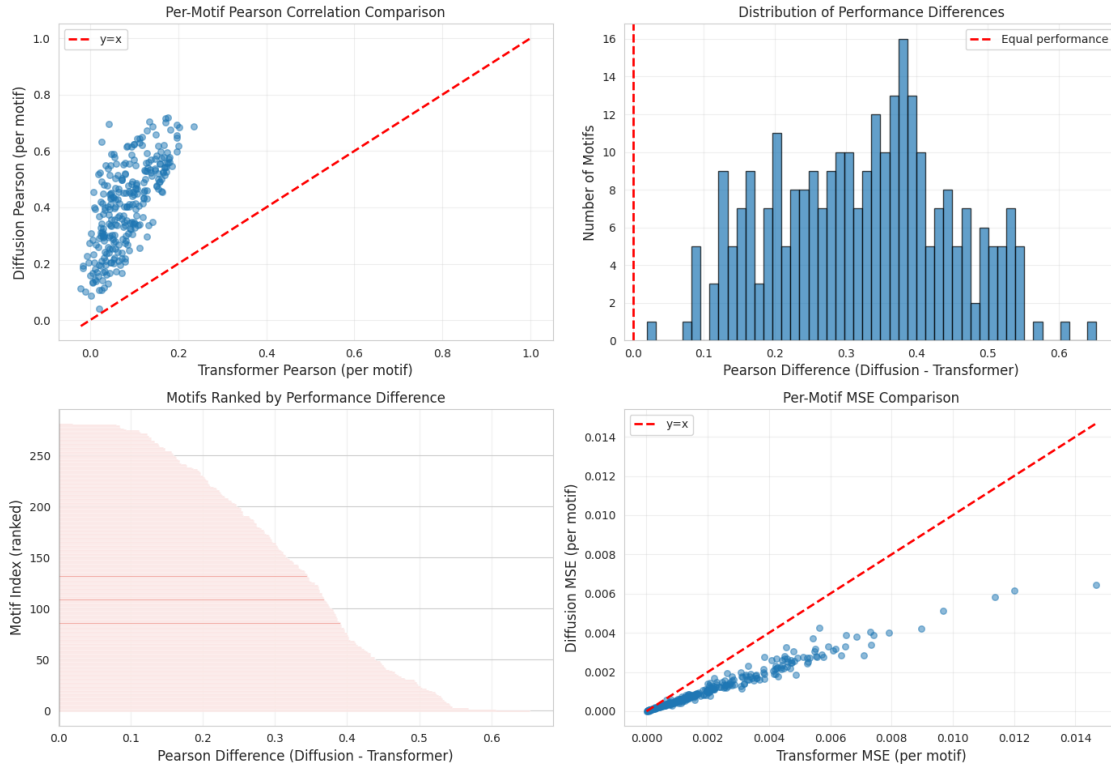 Per-Motif Pearson Correlation Comparison
y=x
1.0
0.8
0.6
0.4
0.2
0.0
Diffusion Pearson (per motif)
0.0 0.2 0.4 0.6 0.8 1.0
Transformer Pearson (per motif)
Distribution of Performance Differences
Equal performance
16
14
12
10
8
6
4
2
0
Number of Motifs
0.0 0.1 0.2 0.3 0.4 0.5 0.6
Pearson Difference (Diffusion - Transformer)
Motifs Ranked by Performance Difference
250
200
150
100
50
0
Motif Index (ranked)
0.0 0.1 0.2 0.3 0.4 0.5 0.6
Pearson Difference (Diffusion - Transformer)
Per-Motif MSE Comparison
y=x
0.014
0.012
0.010
0.008
0.006
0.004
0.002
0.000
Diffusion MSE (per motif)
0.000 0.002 0.004 0.006 0.008 0.010 0.012 0.014
Transformer MSE (per motif)